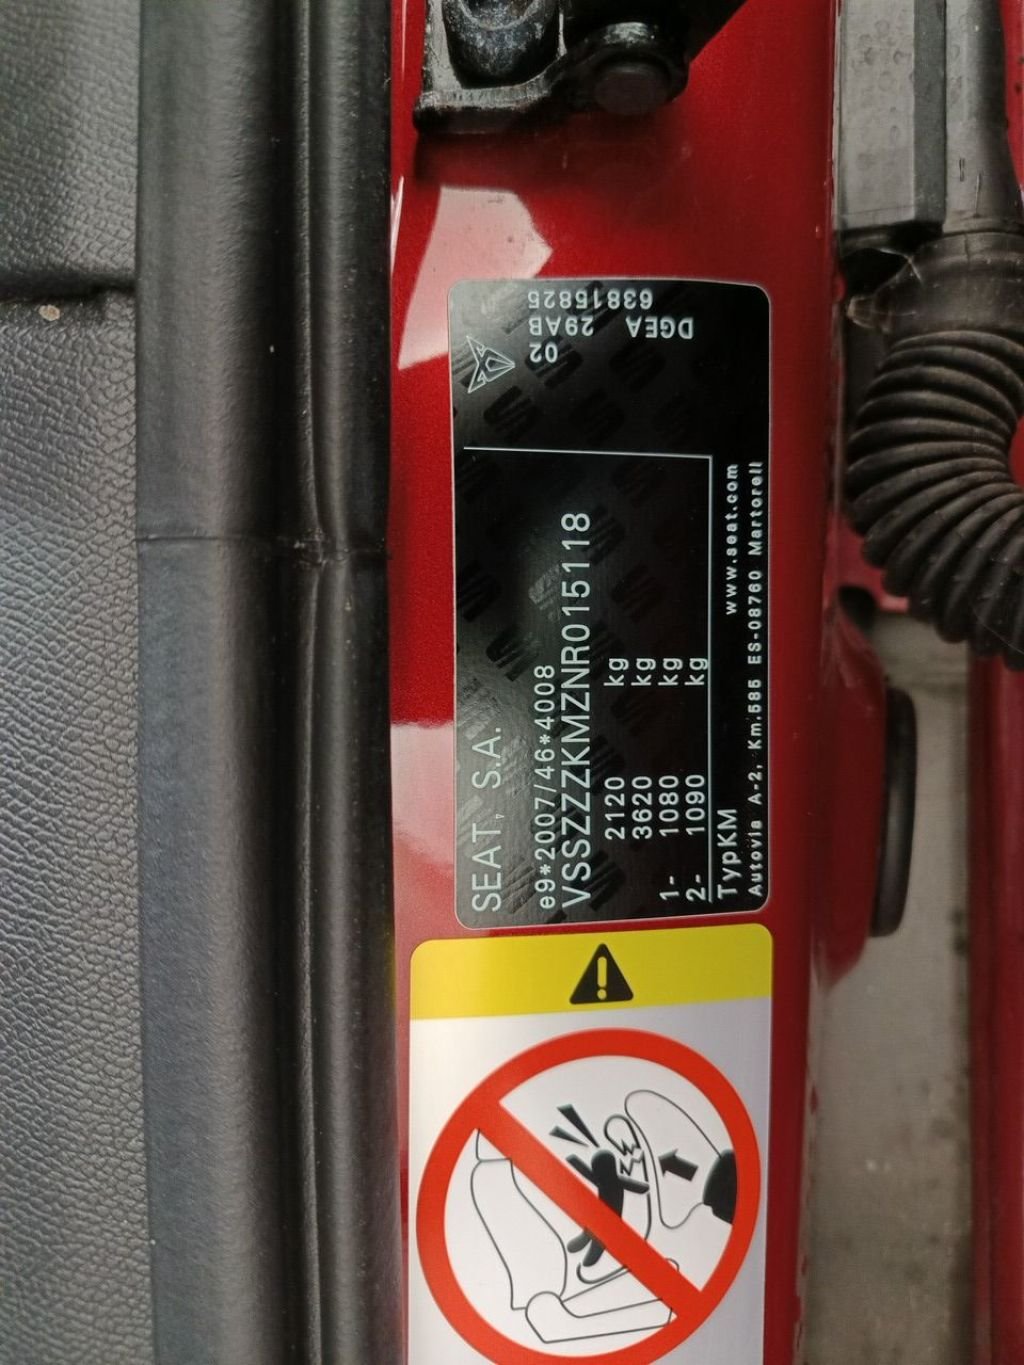 SEAT, S.A.
e9*2007/46*4008
VSSZZZKMZNR015118
2120 kg
3620 kg
1- 1080 kg
2- 1090 kg
TypKM www.seat.com
Autovia A-2, Km.585 ES-08760 Martorell
02 29AB 63815825
DGEA